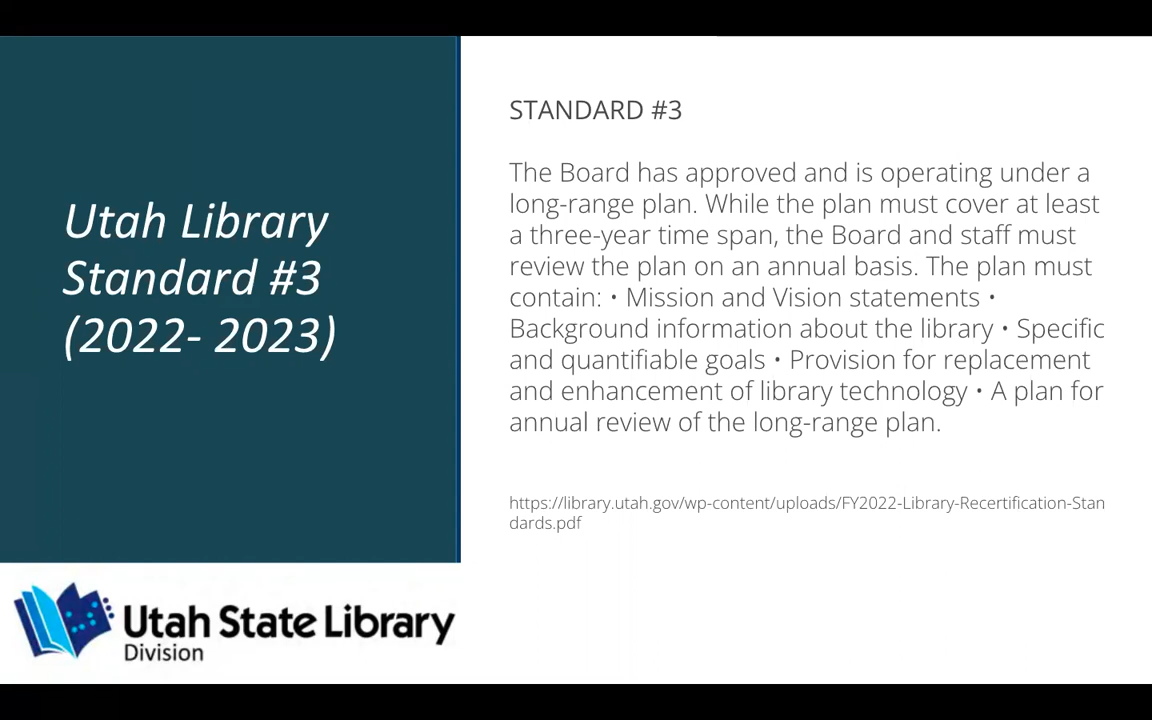 Utah Library
Standard #3
(2022- 2023)
STANDARD #3
The Board has approved and is operating under a
long-range plan. While the plan must cover at least
a three-year time span, the Board and staff must
review the plan on an annual basis. The plan must
contain: • Mission and Vision statements •
Background information about the library • Specific
and quantifiable goals • Provision for replacement
and enhancement of library technology • A plan for
annual review of the long-range plan.
https://library.utah.gov/wp-content/uploads/FY2022-Library-Recertification-Stan
dards.pdf
Utah State Library
Division